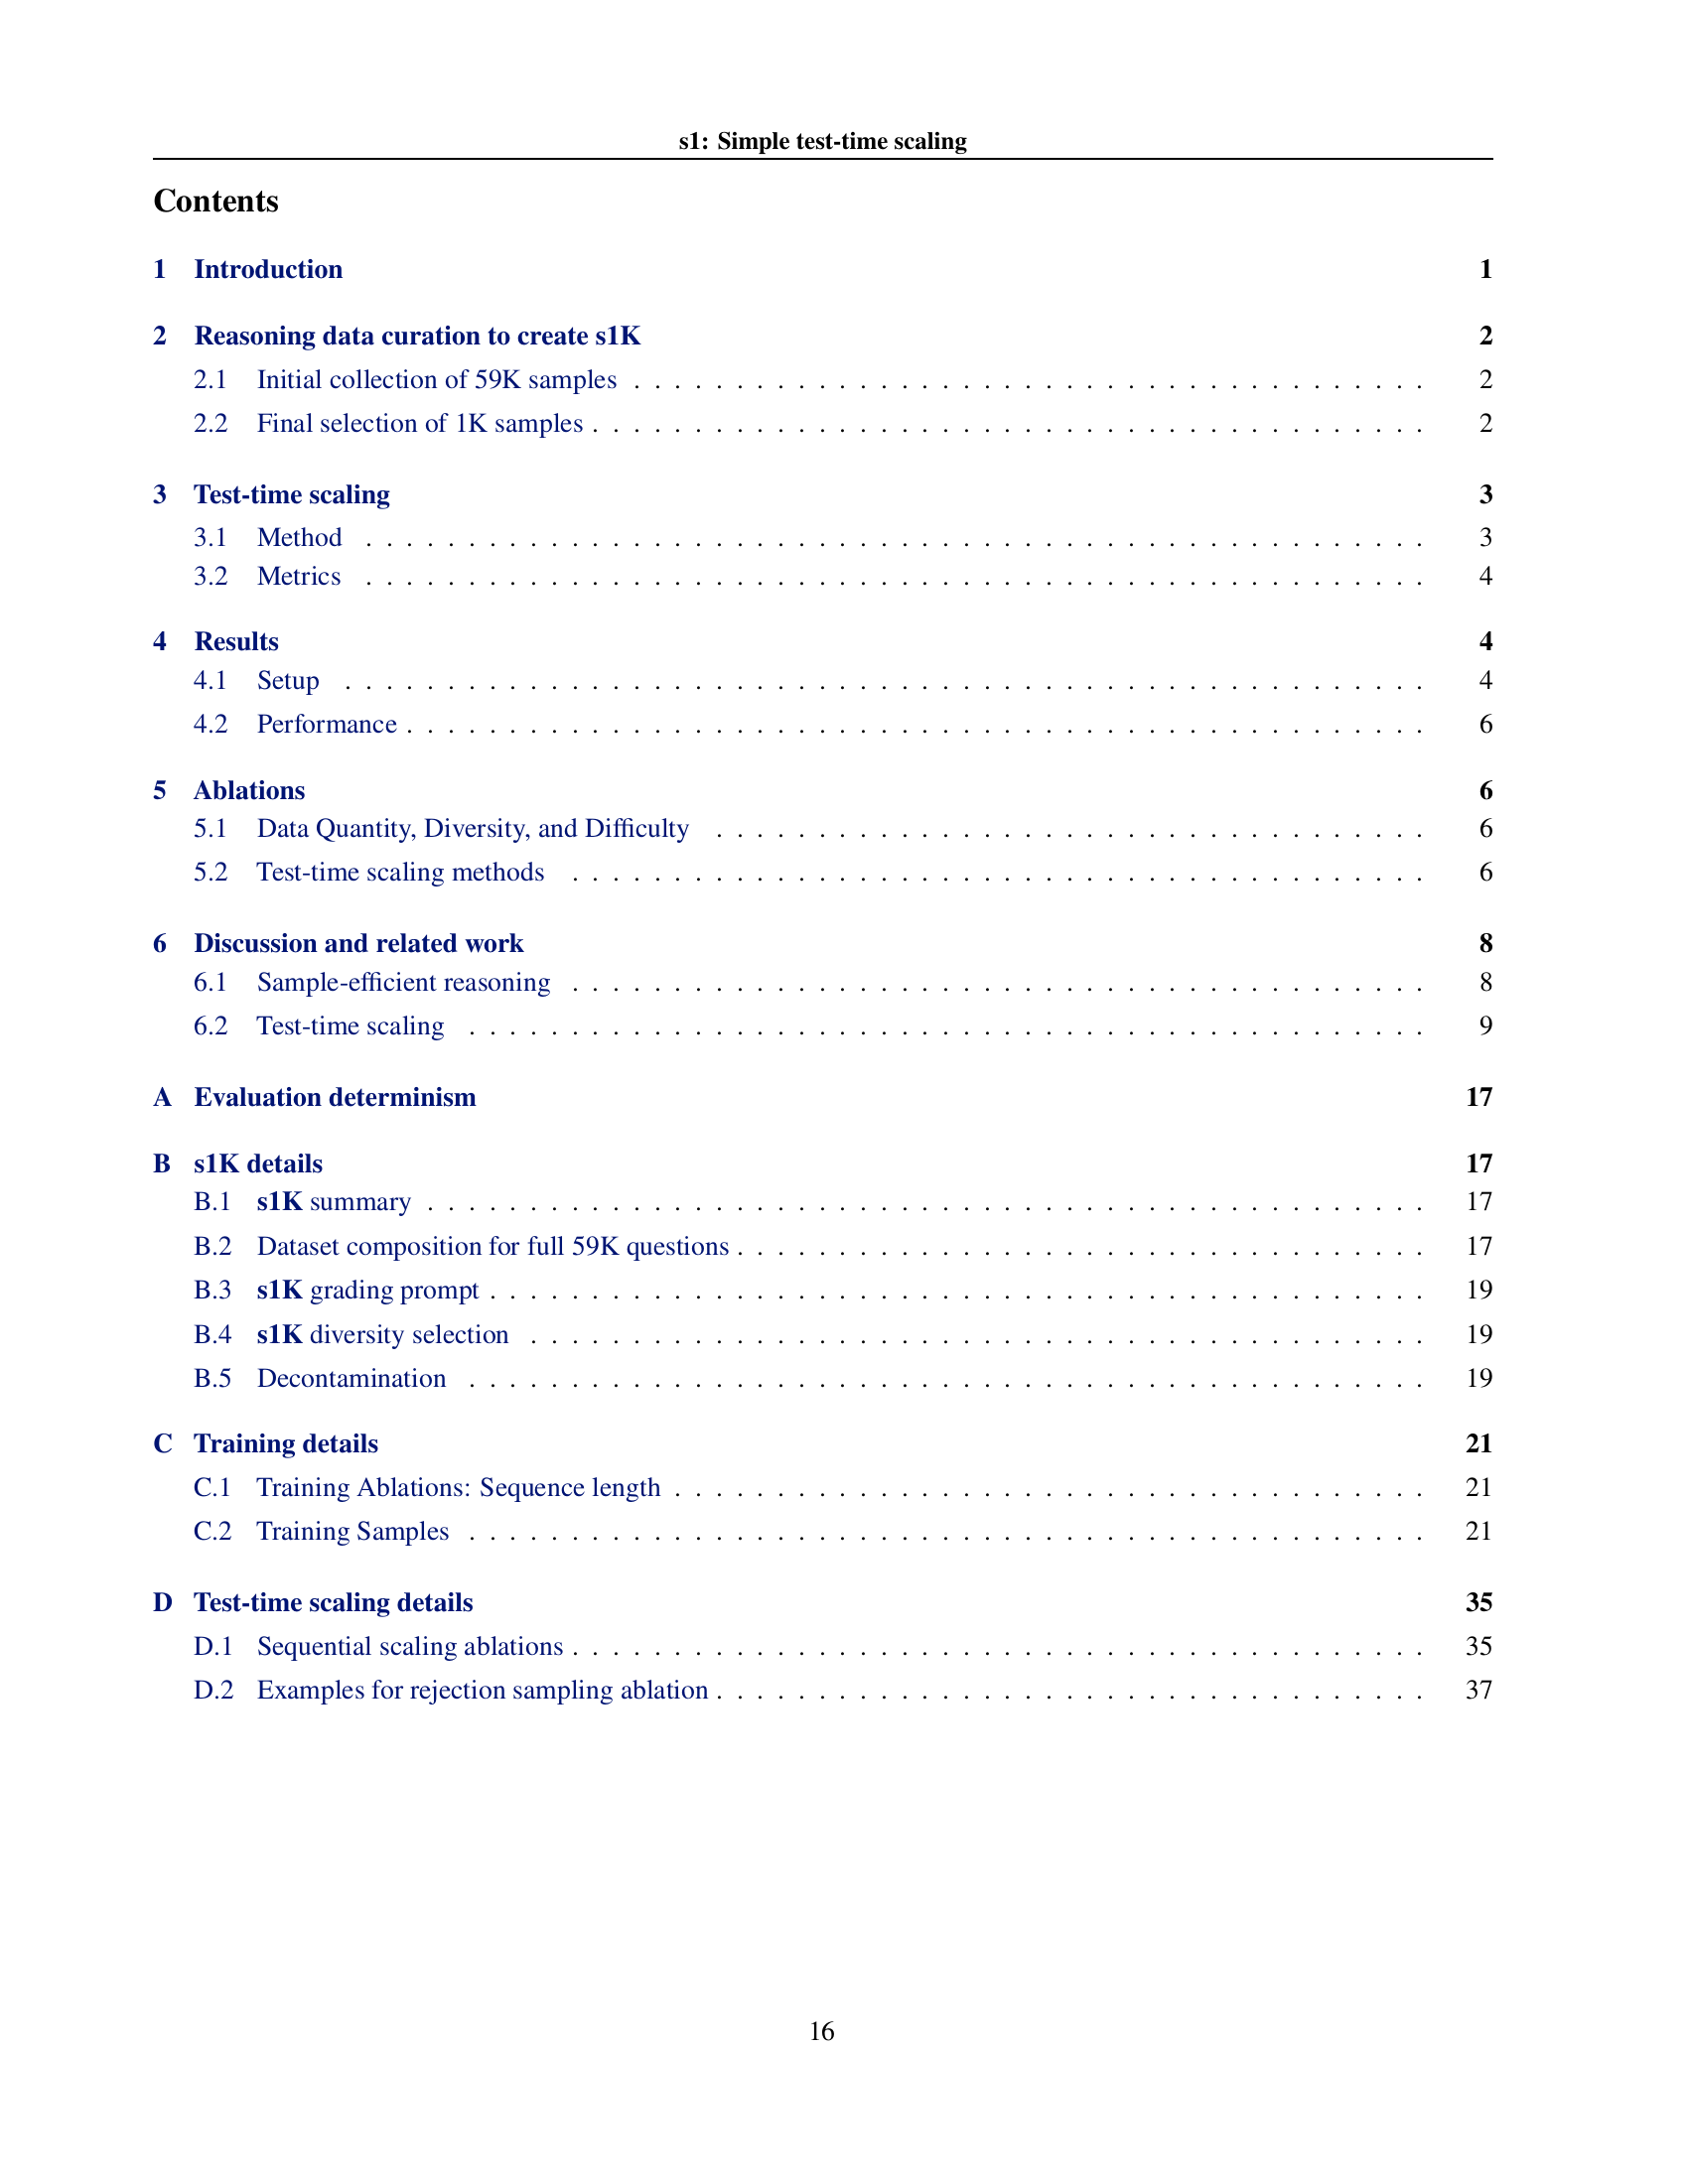 s1: Simple test-time scaling
Contents
1 Introduction 1
2 Reasoning data curation to create s1K 2
2.1 Initial collection of 59K samples . . . . . . . . . . . . . . . . . . . . . . . . . . . . . . . . . . . . . . . 2
2.2 Final selection of 1K samples . . . . . . . . . . . . . . . . . . . . . . . . . . . . . . . . . . . . . . . . . 2
3 Test-time scaling 3
3.1 Method . . . . . . . . . . . . . . . . . . . . . . . . . . . . . . . . . . . . . . . . . . . . . . . . . . . . 3
3.2 Metrics . . . . . . . . . . . . . . . . . . . . . . . . . . . . . . . . . . . . . . . . . . . . . . . . . . . . 4
4 Results 4
4.1 Setup . . . . . . . . . . . . . . . . . . . . . . . . . . . . . . . . . . . . . . . . . . . . . . . . . . . . . 4
4.2 Performance . . . . . . . . . . . . . . . . . . . . . . . . . . . . . . . . . . . . . . . . . . . . . . . . . . 6
5 Ablations 6
5.1 Data Quantity, Diversity, and Difficulty . . . . . . . . . . . . . . . . . . . . . . . . . . . . . . . . . . . 6
5.2 Test-time scaling methods . . . . . . . . . . . . . . . . . . . . . . . . . . . . . . . . . . . . . . . . . . 6
6 Discussion and related work 8
6.1 Sample-efficient reasoning . . . . . . . . . . . . . . . . . . . . . . . . . . . . . . . . . . . . . . . . . . 8
6.2 Test-time scaling . . . . . . . . . . . . . . . . . . . . . . . . . . . . . . . . . . . . . . . . . . . . . . . 9
A Evaluation determinism 17
B s1K details 17
B.1 s1K summary . . . . . . . . . . . . . . . . . . . . . . . . . . . . . . . . . . . . . . . . . . . . . . . . . 17
B.2 Dataset composition for full 59K questions . . . . . . . . . . . . . . . . . . . . . . . . . . . . . . . . . . 17
B.3 s1K grading prompt . . . . . . . . . . . . . . . . . . . . . . . . . . . . . . . . . . . . . . . . . . . . . . 19
B.4 s1K diversity selection . . . . . . . . . . . . . . . . . . . . . . . . . . . . . . . . . . . . . . . . . . . . 19
B.5 Decontamination . . . . . . . . . . . . . . . . . . . . . . . . . . . . . . . . . . . . . . . . . . . . . . . 19
C Training details 21
C.1 Training Ablations: Sequence length . . . . . . . . . . . . . . . . . . . . . . . . . . . . . . . . . . . . . 21
C.2 Training Samples . . . . . . . . . . . . . . . . . . . . . . . . . . . . . . . . . . . . . . . . . . . . . . . 21
D Test-time scaling details 35
D.1 Sequential scaling ablations . . . . . . . . . . . . . . . . . . . . . . . . . . . . . . . . . . . . . . . . . . 35
D.2 Examples for rejection sampling ablation . . . . . . . . . . . . . . . . . . . . . . . . . . . . . . . . . . . 37
16